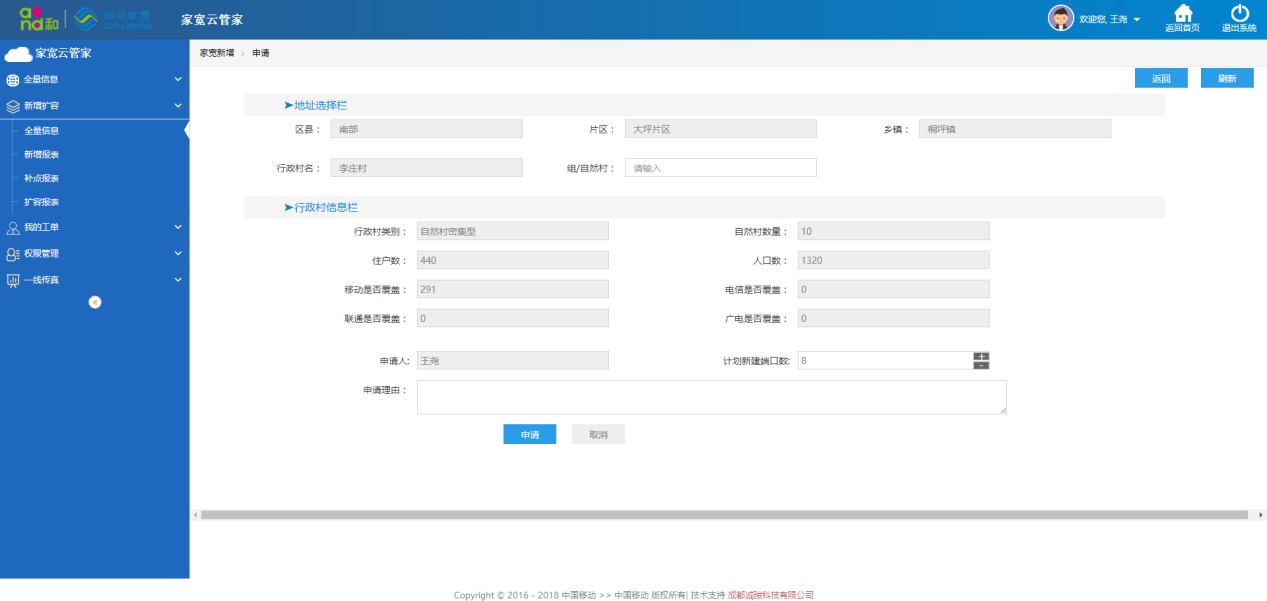 and和 移动家宽 China Mobile 家宽云管家 欢迎您, 王尧 返回首页 退出系统
家宽云管家
全量信息
新增扩容
全量信息
新增报表
补点报表
扩容报表
我的工单
权限管理
一线传真
家宽新增 > 申请
返回 刷新
➤地址选择栏
区县： 南部 片区： 大坪片区 乡镇： 桐坪镇
行政村名： 李庄村 组/自然村： 请输入
➤行政村信息栏
行政村类别： 自然村密集型 自然村数量： 10
住户数： 440 人口数： 1320
移动是否覆盖： 291 电信是否覆盖： 0
联通是否覆盖： 0 广电是否覆盖： 0
申请人: 王尧 计划新建端口数: 8
申请理由：
申请 取消
Copyright © 2016 - 2018 中国移动 >> 中国移动 版权所有| 技术支持 成都诚骏科技有限公司